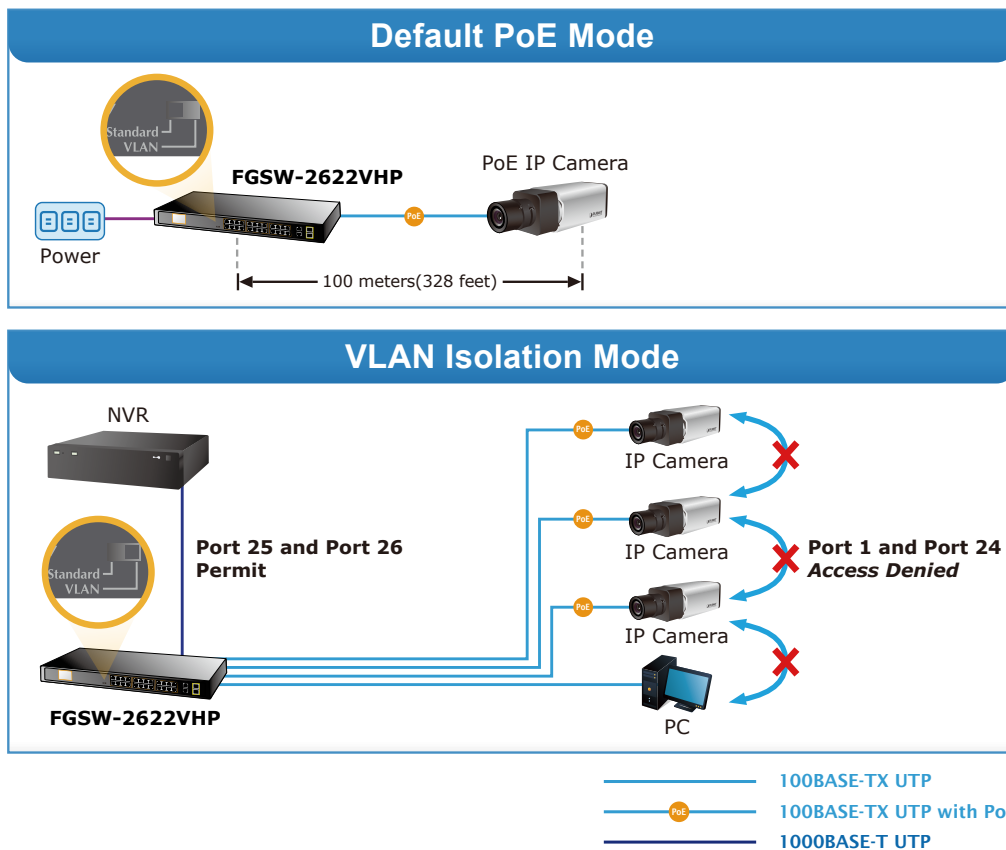 Default PoE Mode
Standard
VLAN
FGSW-2622VHP
PoE IP Camera
PoE
Power
100 meters(328 feet)
VLAN Isolation Mode
NVR
PoE
IP Camera
Standard
VLAN
Port 25 and Port 26
Permit
PoE
IP Camera
Port 1 and Port 24
Access Denied
PoE
IP Camera
FGSW-2622VHP
PC
100BASE-TX UTP
PoE
100BASE-TX UTP with Po
1000BASE-T UTP